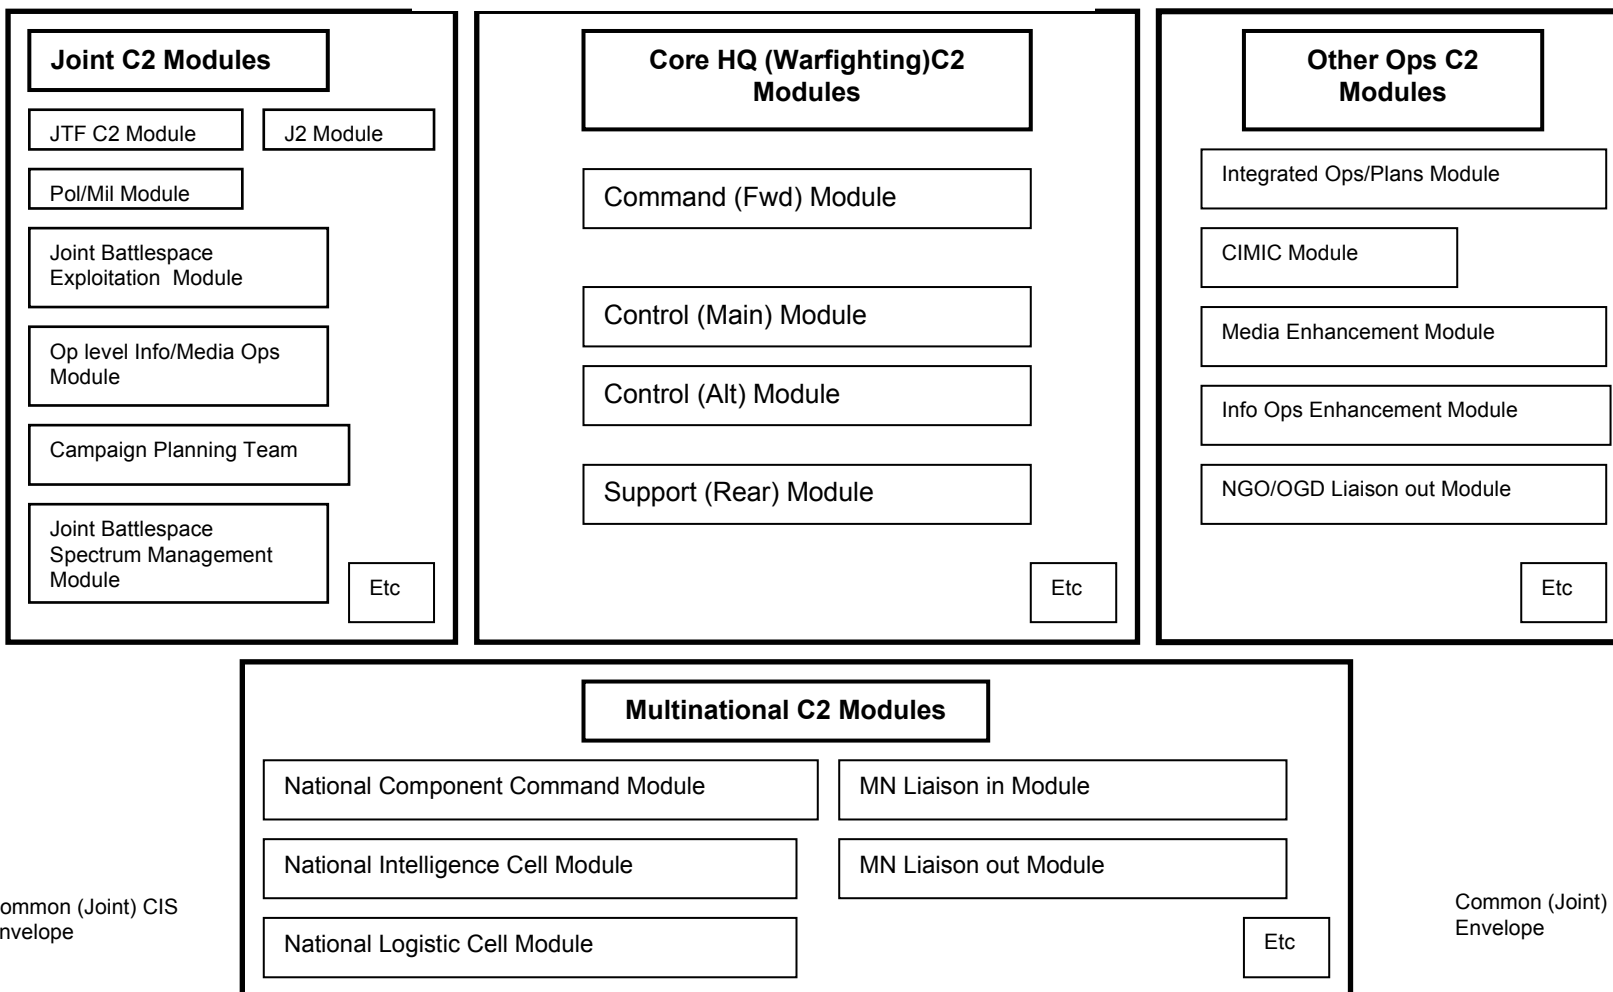 Joint C2 Modules
JTF C2 Module
J2 Module
Pol/Mil Module
Joint Battlespace
Exploitation Module
Op level Info/Media Ops
Module
Campaign Planning Team
Joint Battlespace
Spectrum Management
Module
Etc
Core HQ (Warfighting)C2
Modules
Command (Fwd) Module
Control (Main) Module
Control (Alt) Module
Support (Rear) Module
Etc
Other Ops C2
Modules
Integrated Ops/Plans Module
CIMIC Module
Media Enhancement Module
Info Ops Enhancement Module
NGO/OGD Liaison out Module
Etc
Multinational C2 Modules
National Component Command Module
MN Liaison in Module
National Intelligence Cell Module
MN Liaison out Module
National Logistic Cell Module
Etc
ommon (Joint) CIS
nvelope
Common (Joint)
Envelope